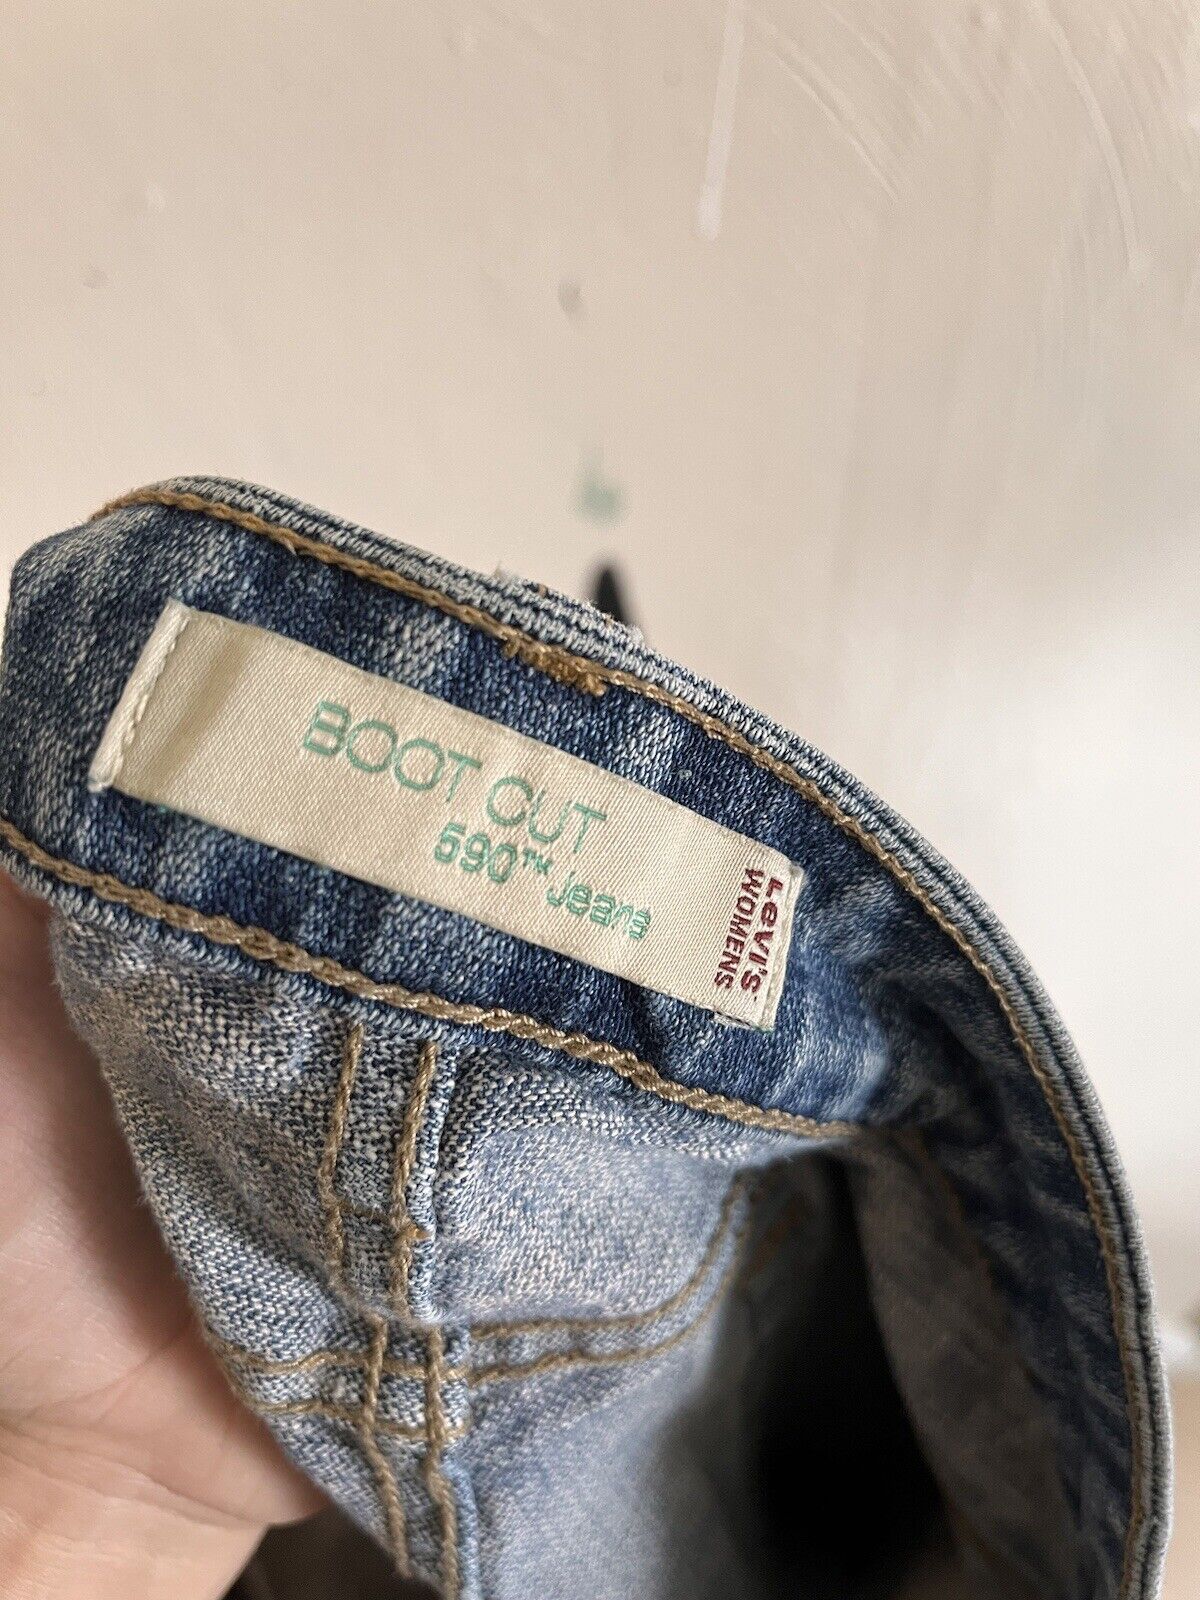 BOOT CUT
590™ Jeans
Levi's
WOMENS